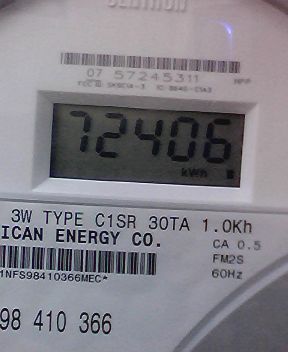 CENTRON
07 57245311
72406
kWh
3W TYPE C1SR 30TA 1.0Kh
ICAN ENERGY CO.
CA 0.5
FM2S
60Hz
1NFS98410366MEC*
98 410 366